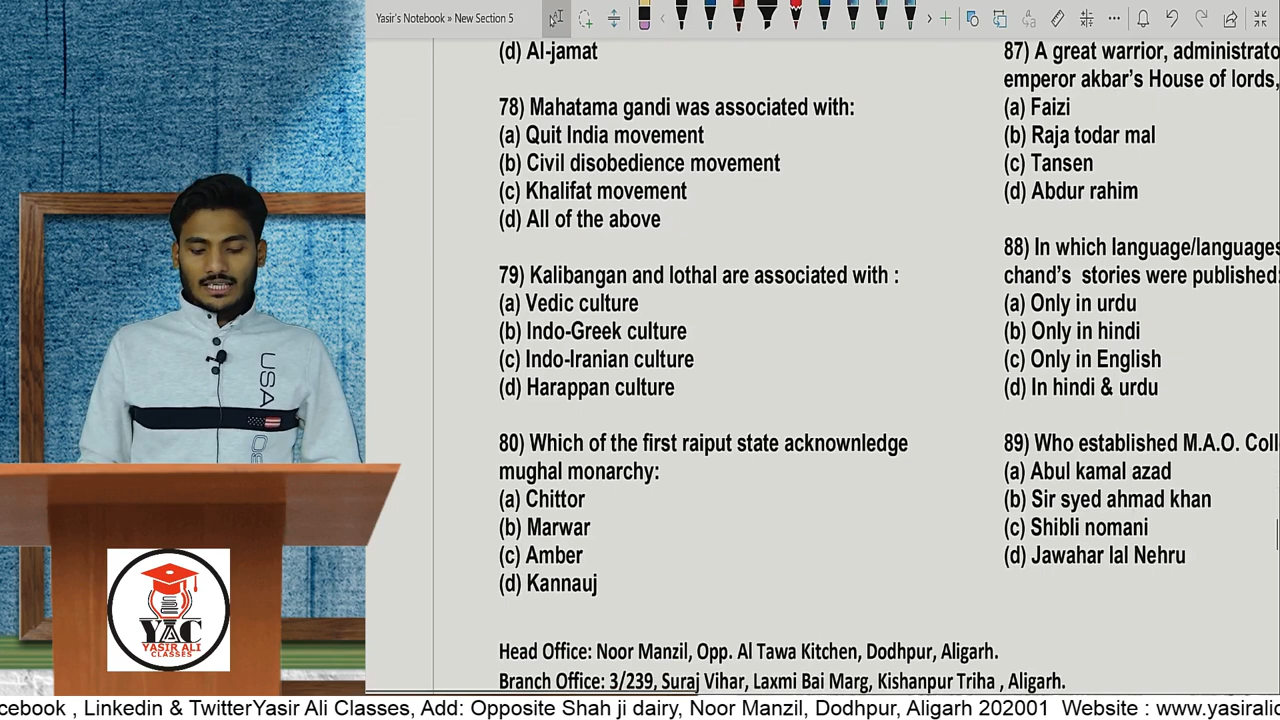 Yasir's Notebook » New Section 5
(d) Al-jamat
78) Mahatama gandi was associated with:
(a) Quit India movement
(b) Civil disobedience movement
(c) Khalifat movement
(d) All of the above
79) Kalibangan and lothal are associated with :
(a) Vedic culture
(b) Indo-Greek culture
(c) Indo-Iranian culture
(d) Harappan culture
80) Which of the first raiput state acknownledge
mughal monarchy:
(a) Chittor
(b) Marwar
(c) Amber
(d) Kannauj
Head Office: Noor Manzil, Opp. Al Tawa Kitchen, Dodhpur, Aligarh.
Branch Office: 3/239, Suraj Vihar, Laxmi Bai Marg, Kishanpur Triha , Aligarh.
87) A great warrior, administrato
emperor akbar's House of lords,
(a) Faizi
(b) Raja todar mal
(c) Tansen
(d) Abdur rahim
88) In which language/languages
chand's stories were published:
(a) Only in urdu
(b) Only in hindi
(c) Only in English
(d) In hindi & urdu
89) Who established M.A.O. Coll
(a) Abul kamal azad
(b) Sir syed ahmad khan
(c) Shibli nomani
(d) Jawahar lal Nehru
USA
YAC
YASIR ALI
CLASSES
cebook , Linkedin & TwitterYasir Ali Classes, Add: Opposite Shah ji dairy, Noor Manzil, Dodhpur, Aligarh 202001 Website : www.yasirali